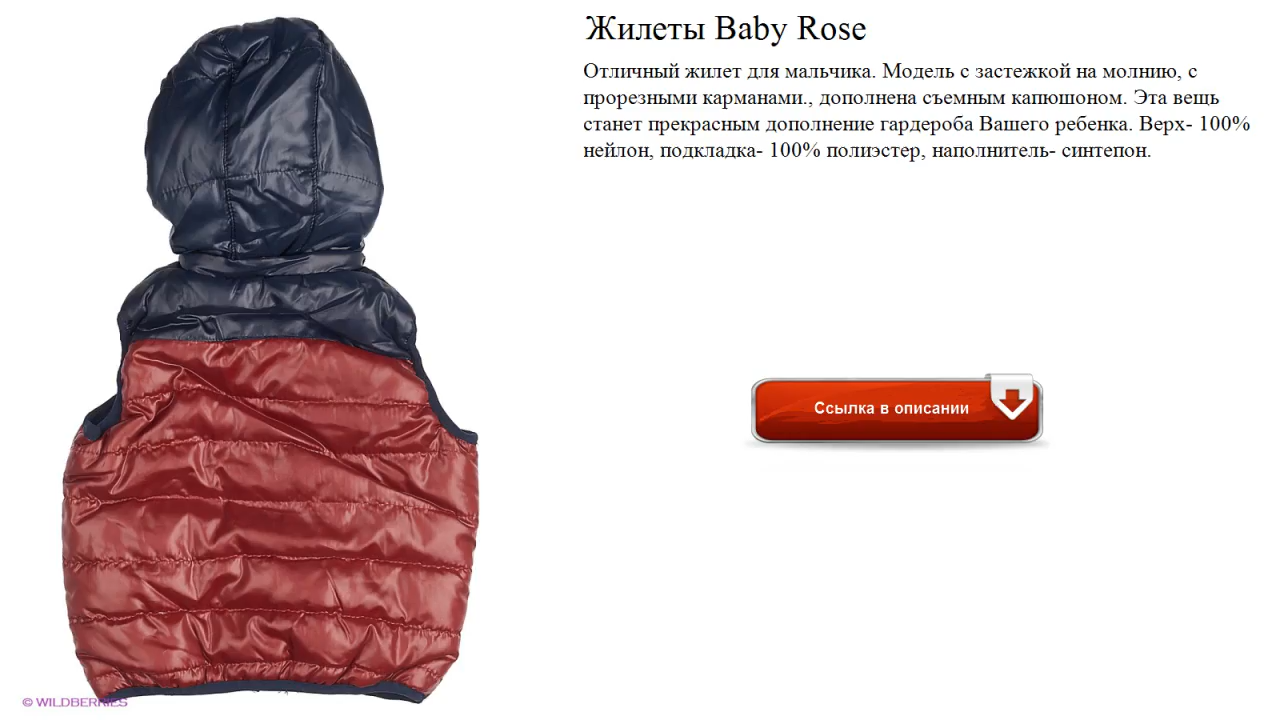 Жилеты Baby Rose
Отличный жилет для мальчика. Модель с застежкой на молнию, с
прорезными карманами., дополнена съемным капюшоном. Эта вещь
станет прекрасным дополнение гардероба Вашего ребенка. Верх- 100%
нейлон, подкладка- 100% полиэстер, наполнитель- синтепон.
Ссылка в описании
© WILDBERRIES